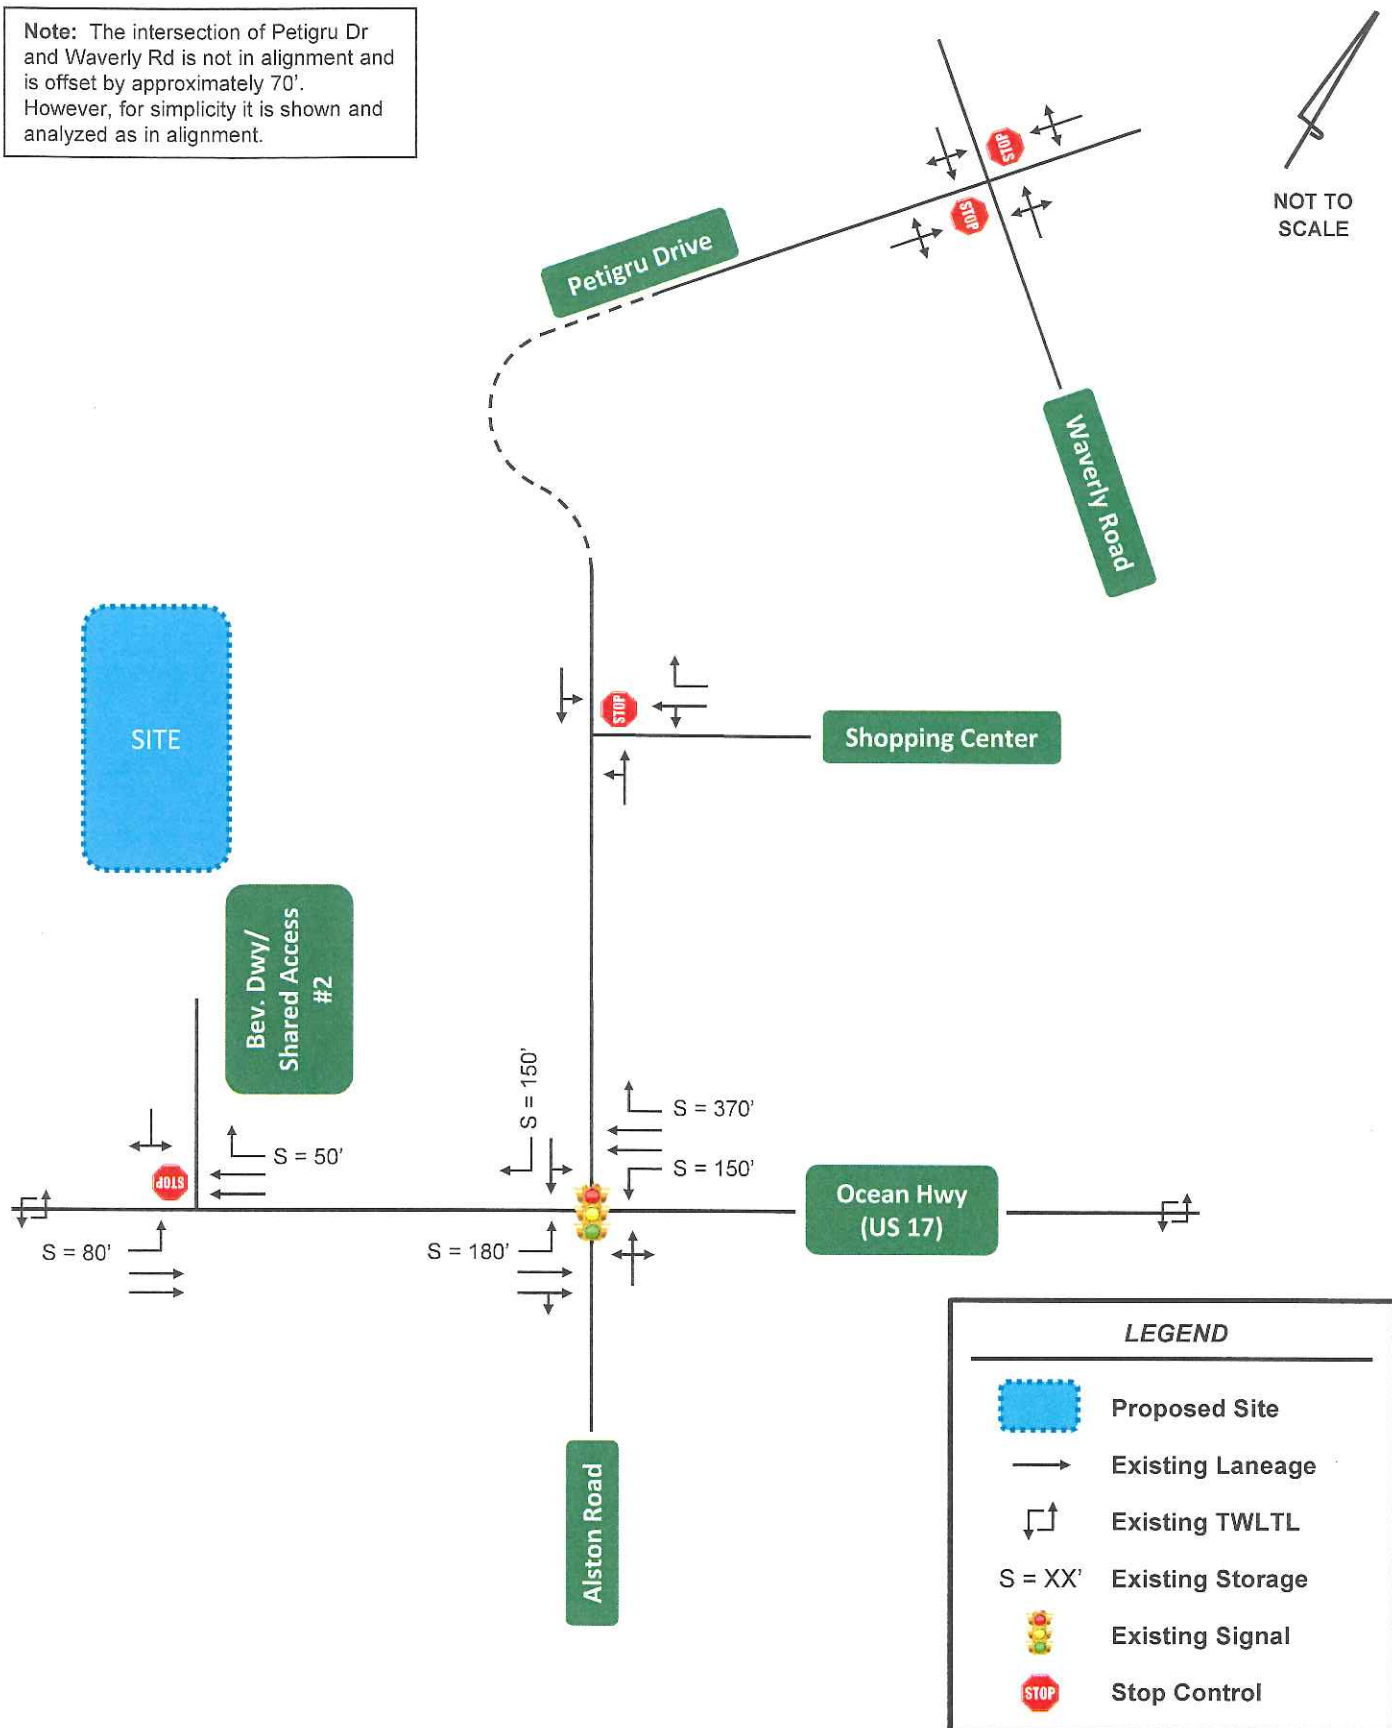 Note: The intersection of Petigru Dr
and Waverly Rd is not in alignment and
is offset by approximately 70'.
However, for simplicity it is shown and
analyzed as in alignment.
NOT TO
SCALE
STOP
STOP
Petigru Drive
Waverly Road
SITE
STOP
Shopping Center
Bev. Dwy/
Shared Access
#2
S = 150'
S = 370'
S = 50'
S = 150'
STOP
Ocean Hwy
(US 17)
S = 80'
S = 180'
Alston Road
LEGEND
Proposed Site
Existing Laneage
Existing TWLTL
S = XX' Existing Storage
Existing Signal
STOP Stop Control